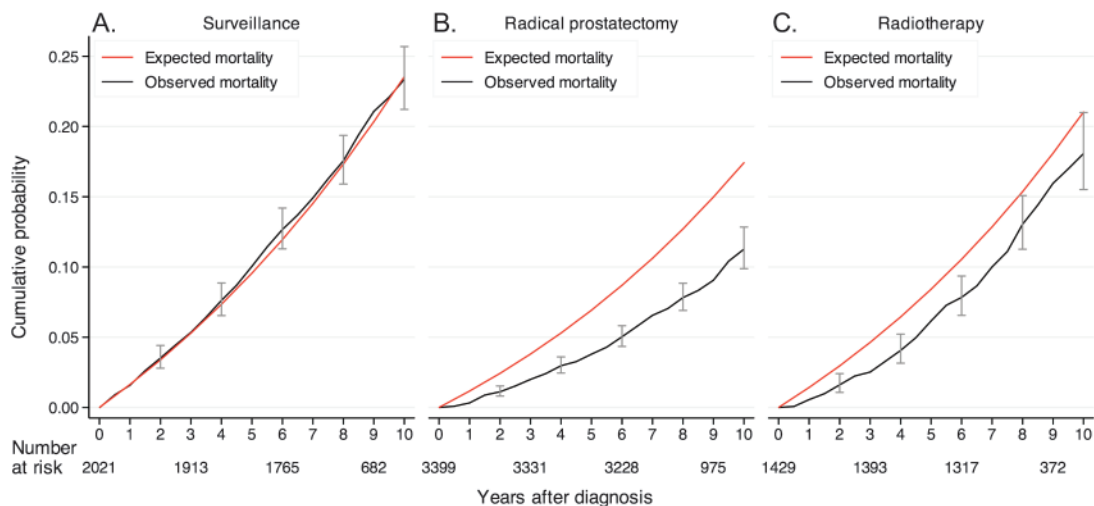 A. Surveillance
B. Radical prostatectomy
C. Radiotherapy
Expected mortality
Observed mortality
Expected mortality
Observed mortality
Expected mortality
Observed mortality
Cumulative probability
0.25
0.20
0.15
0.10
0.05
0.00
0 1 2 3 4 5 6 7 8 9 10
0 1 2 3 4 5 6 7 8 9 10
0 1 2 3 4 5 6 7 8 9 10
Number
at risk
2021 1913 1765 682
3399 3331 3228 975
1429 1393 1317 372
Years after diagnosis